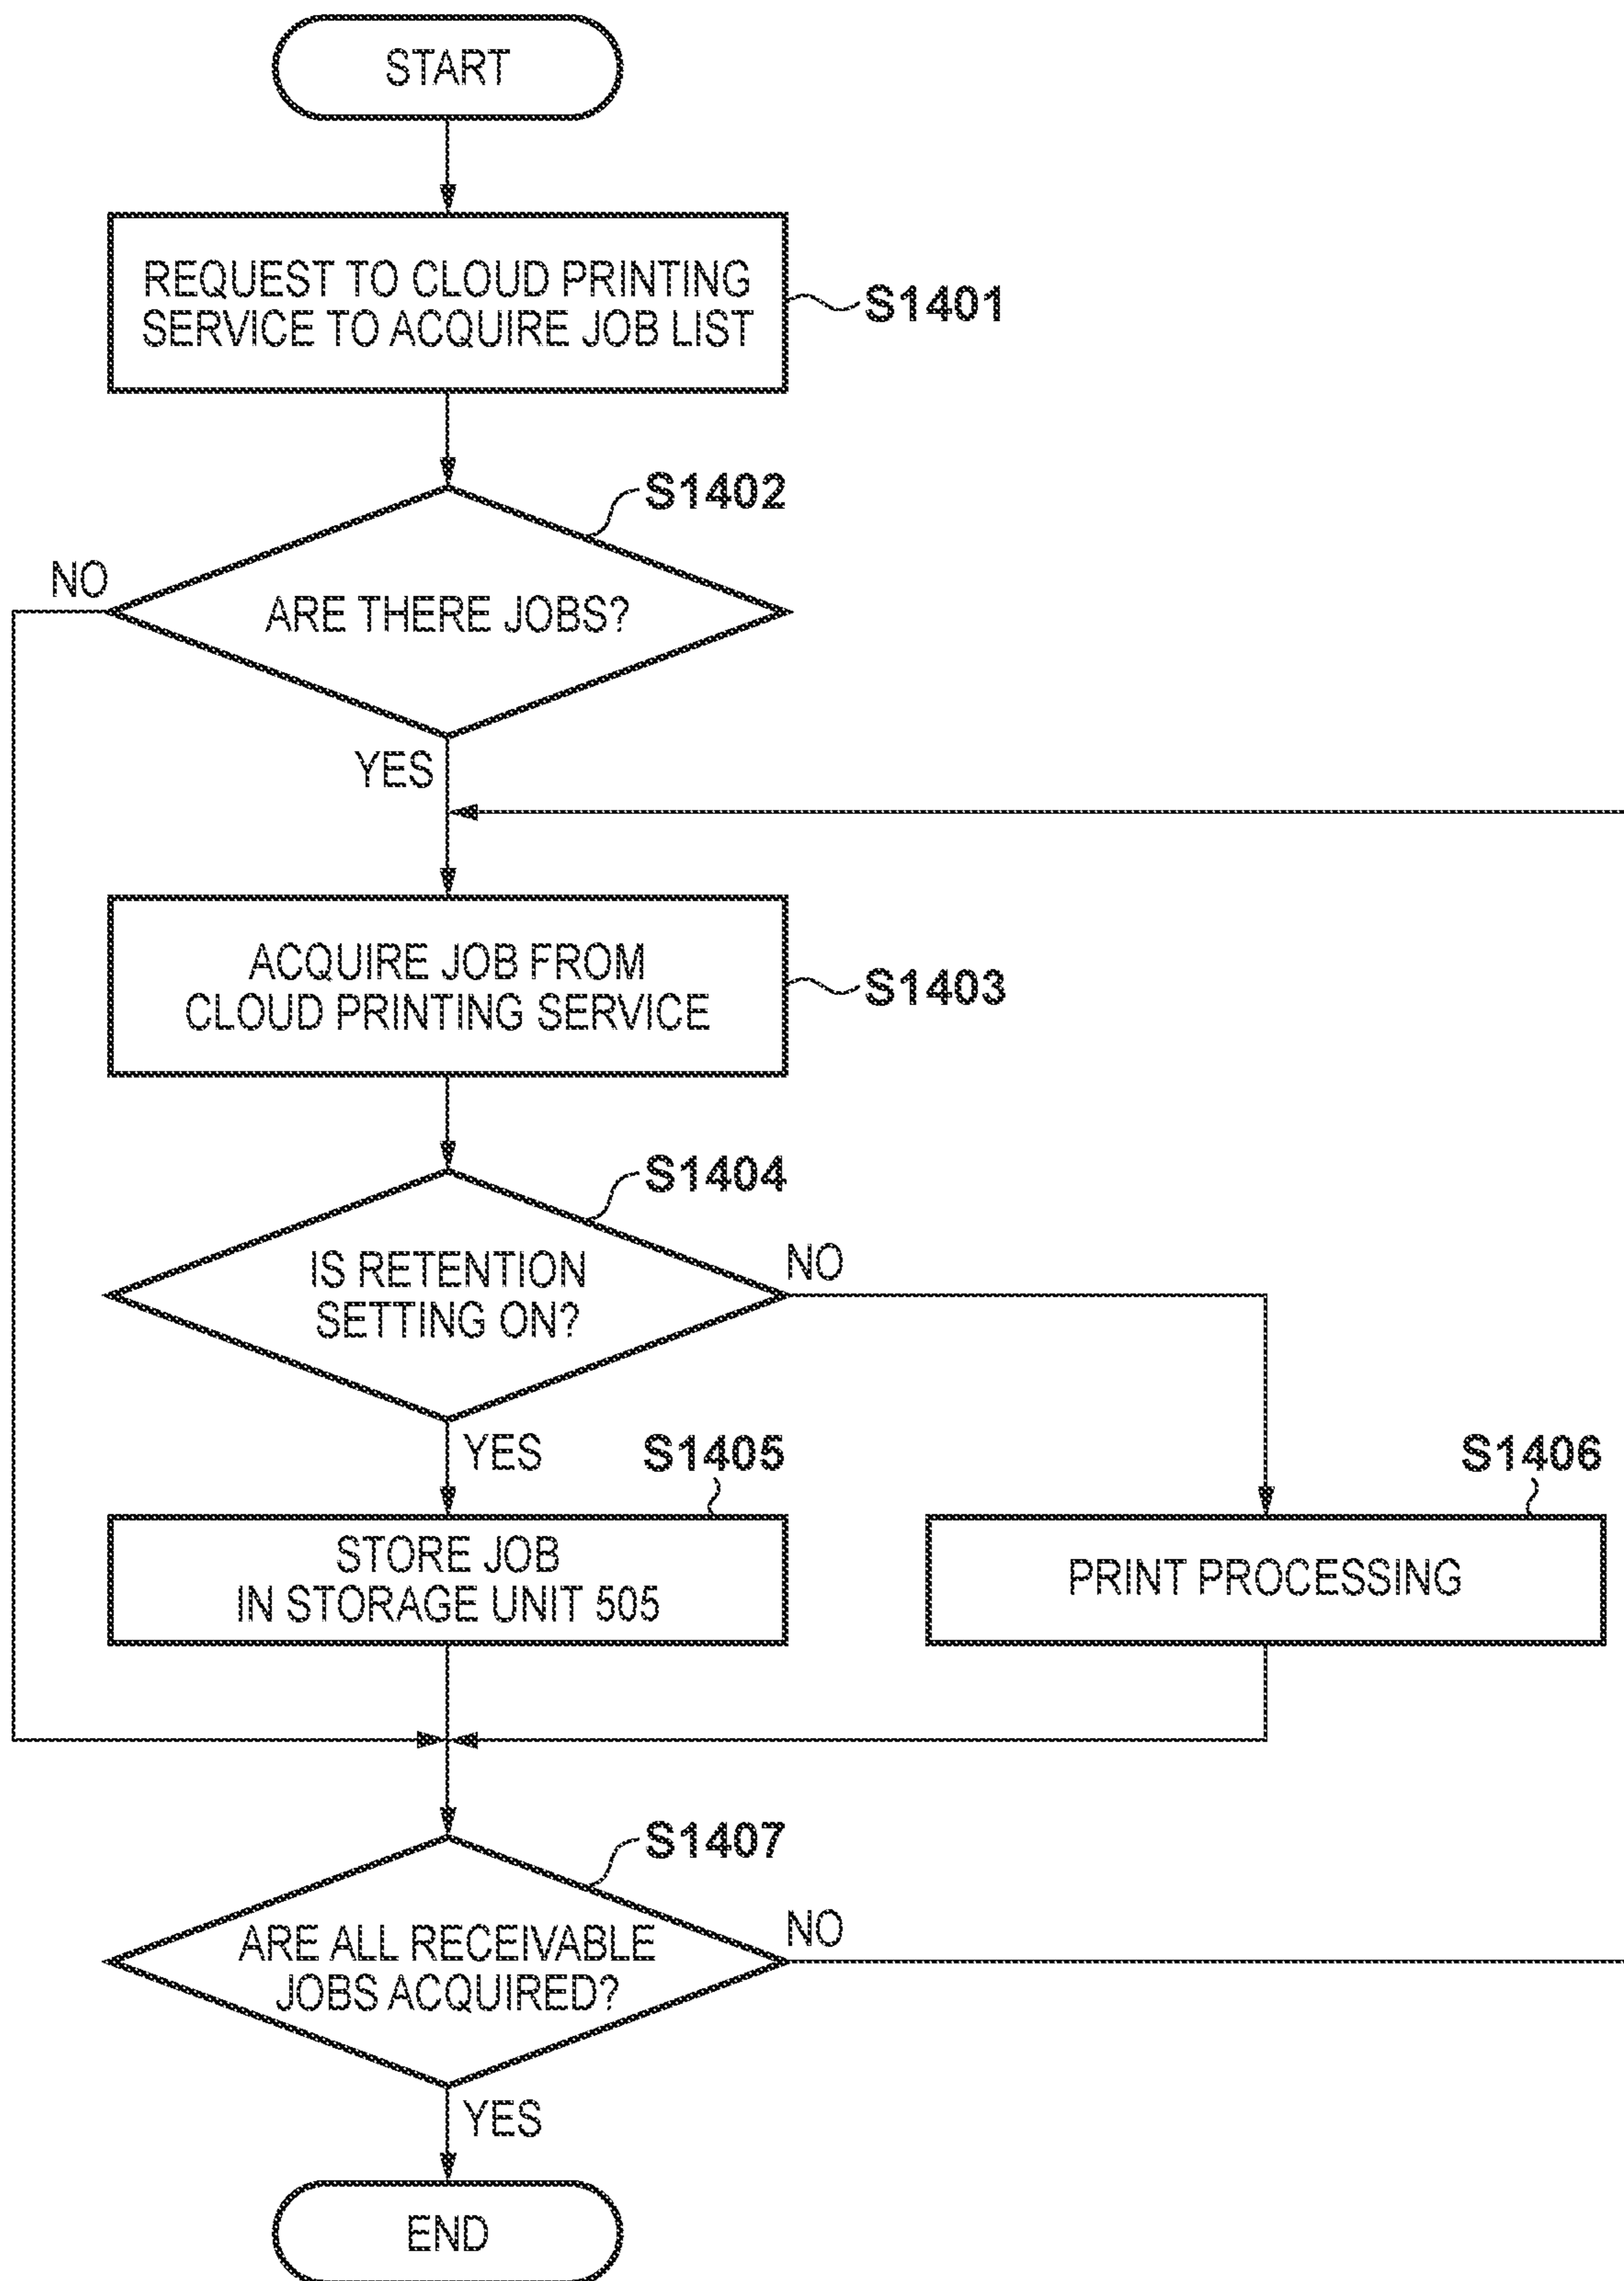 START
REQUEST TO CLOUD PRINTING
SERVICE TO ACQUIRE JOB LIST
S1401
S1402
NO
ARE THERE JOBS?
YES
ACQUIRE JOB FROM
CLOUD PRINTING SERVICE
S1403
S1404
IS RETENTION
SETTING ON?
NO
YES
S1405
S1406
STORE JOB
IN STORAGE UNIT 505
PRINT PROCESSING
S1407
ARE ALL RECEIVABLE
JOBS ACQUIRED?
NO
YES
END